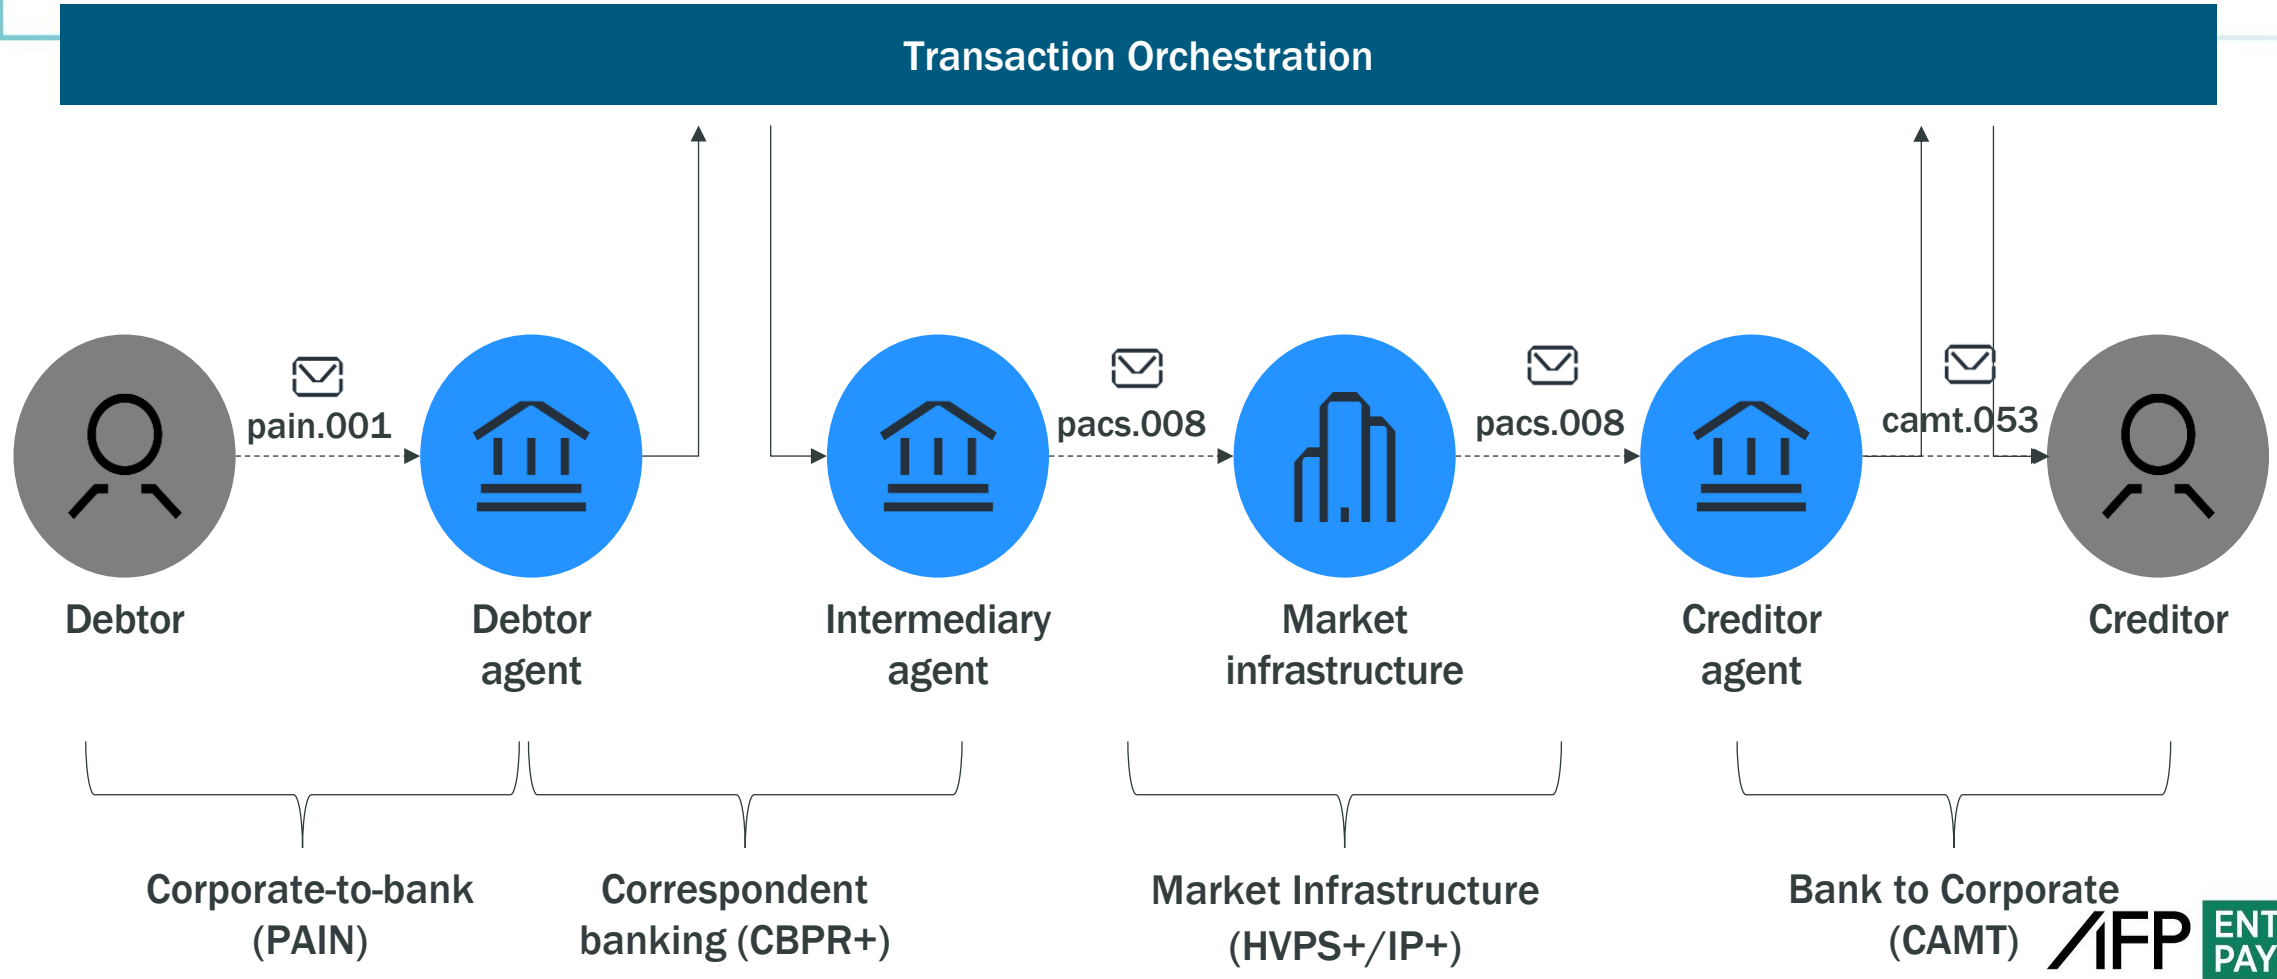 Transaction Orchestration
pain.001
pacs.008
pacs.008
camt.053
Debtor
Debtor
agent
Intermediary
agent
Market
infrastructure
Creditor
agent
Creditor
Corporate-to-bank
(PAIN)
Correspondent
banking (CBPR+)
Market Infrastructure
(HVPS+/IP+)
Bank to Corporate
(CAMT)
AFP
ENT
PAY